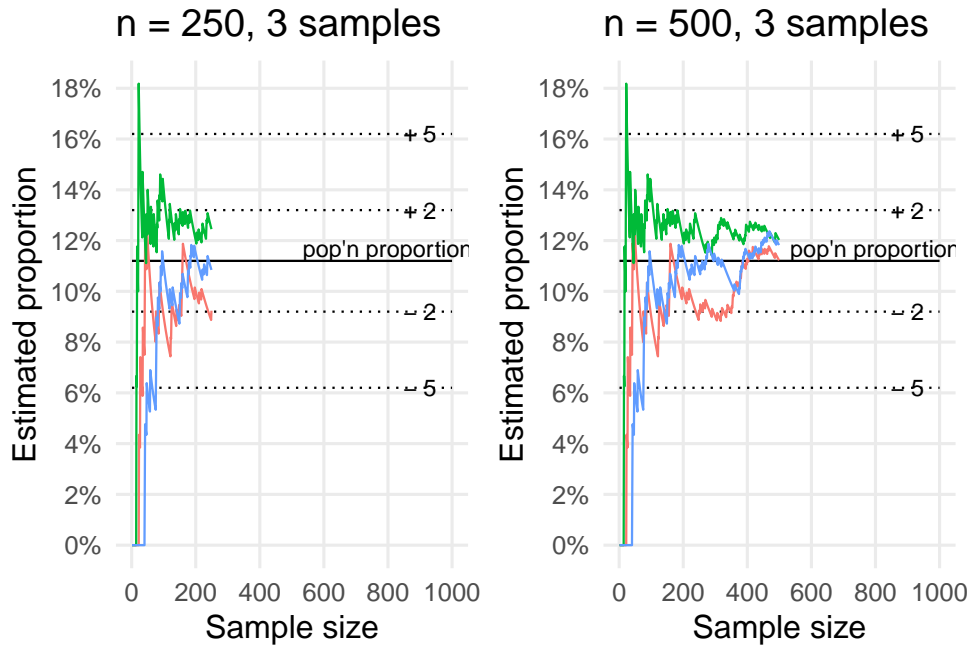 n = 250, 3 samples
Estimated proportion
18%
16%
14%
12%
10%
8%
6%
4%
2%
0%
+ 5
+ 2
pop'n proportion
– 2
– 5
0 200 400 600 800 1000
Sample size
n = 500, 3 samples
Estimated proportion
18%
16%
14%
12%
10%
8%
6%
4%
2%
0%
+ 5
+ 2
pop'n proportion
– 2
– 5
0 200 400 600 800 1000
Sample size